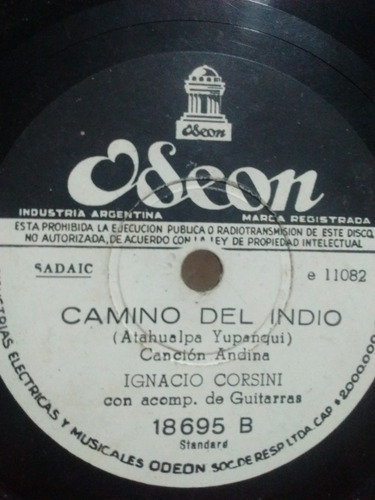 Odeon
Odeon
INDUSTRIA ARGENTINA MARCA REGISTRADA
ESTA PROHIBIDA LA EJECUCION PUBLICA O RADIOTRANSMISION DE ESTE DISCO
NO AUTORIZADA, DE ACUERDO CON LA LEY DE PROPIEDAD INTELECTUAL
SADAIC e 11082
CAMINO DEL INDIO
(Atahualpa Yupanqui)
Canción Andina
IGNACIO CORSINI
con acomp. de Guitarras
18695 B
Standard
INDUSTRIAS ELECTRICAS Y MUSICALES ODEON SOC. DE RESP. LTDA. CAP. $ 2.000.000